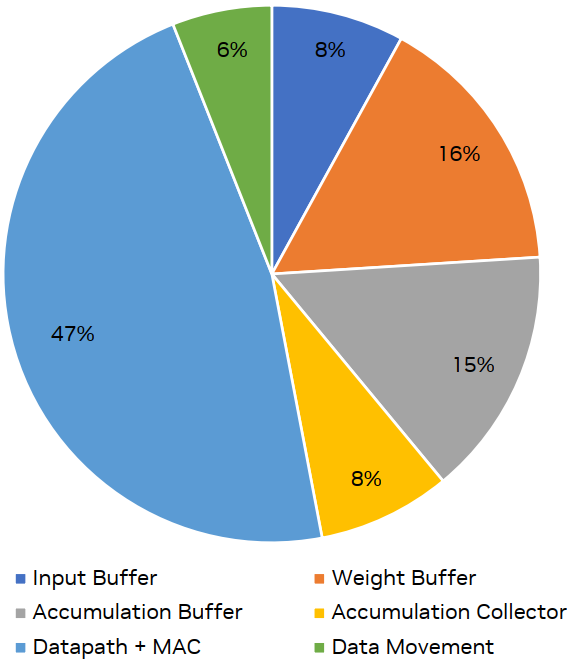 6%
8%
16%
47%
15%
8%
Input Buffer
Weight Buffer
Accumulation Buffer
Accumulation Collector
Datapath + MAC
Data Movement